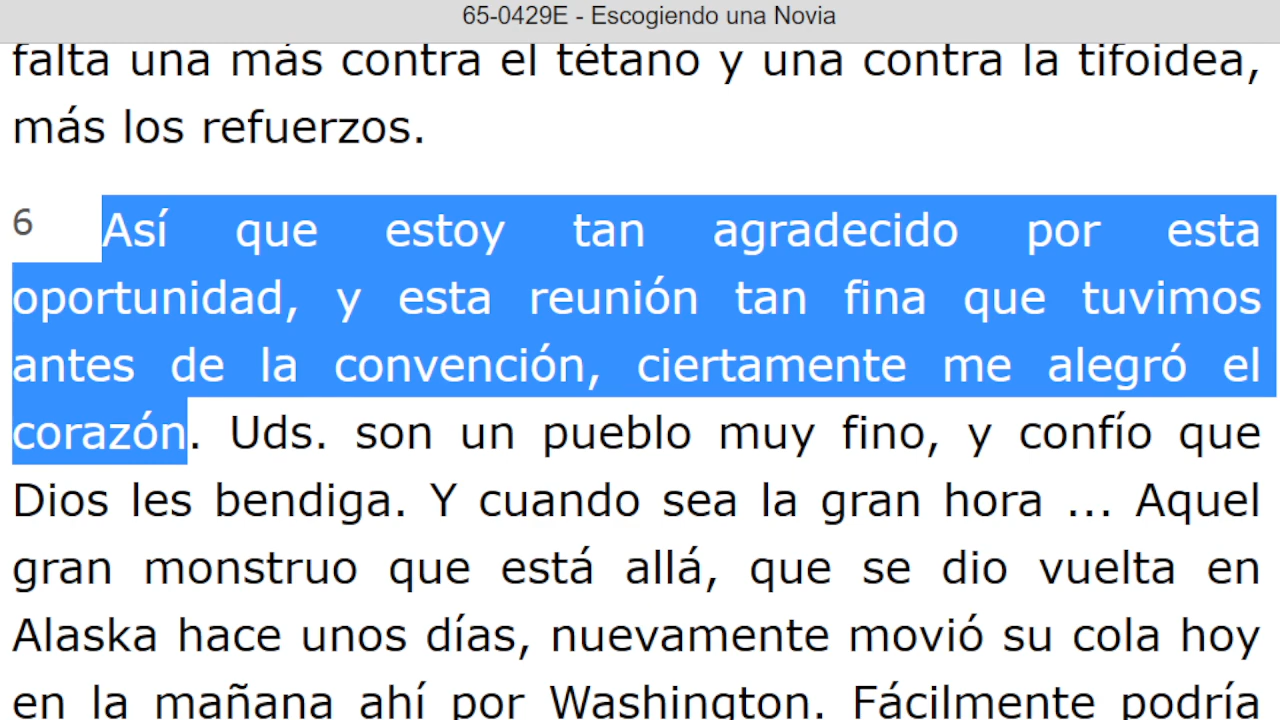 65-0429E - Escogiendo una Novia
falta una más contra el tétano y una contra la tifoidea,
más los refuerzos.
6 Así que estoy tan agradecido por esta
oportunidad, y esta reunión tan fina que tuvimos
antes de la convención, ciertamente me alegró el
corazón. Uds. son un pueblo muy fino, y confío que
Dios les bendiga. Y cuando sea la gran hora ... Aquel
gran monstruo que está allá, que se dio vuelta en
Alaska hace unos días, nuevamente movió su cola hoy
en la mañana ahí por Washington. Fácilmente podría